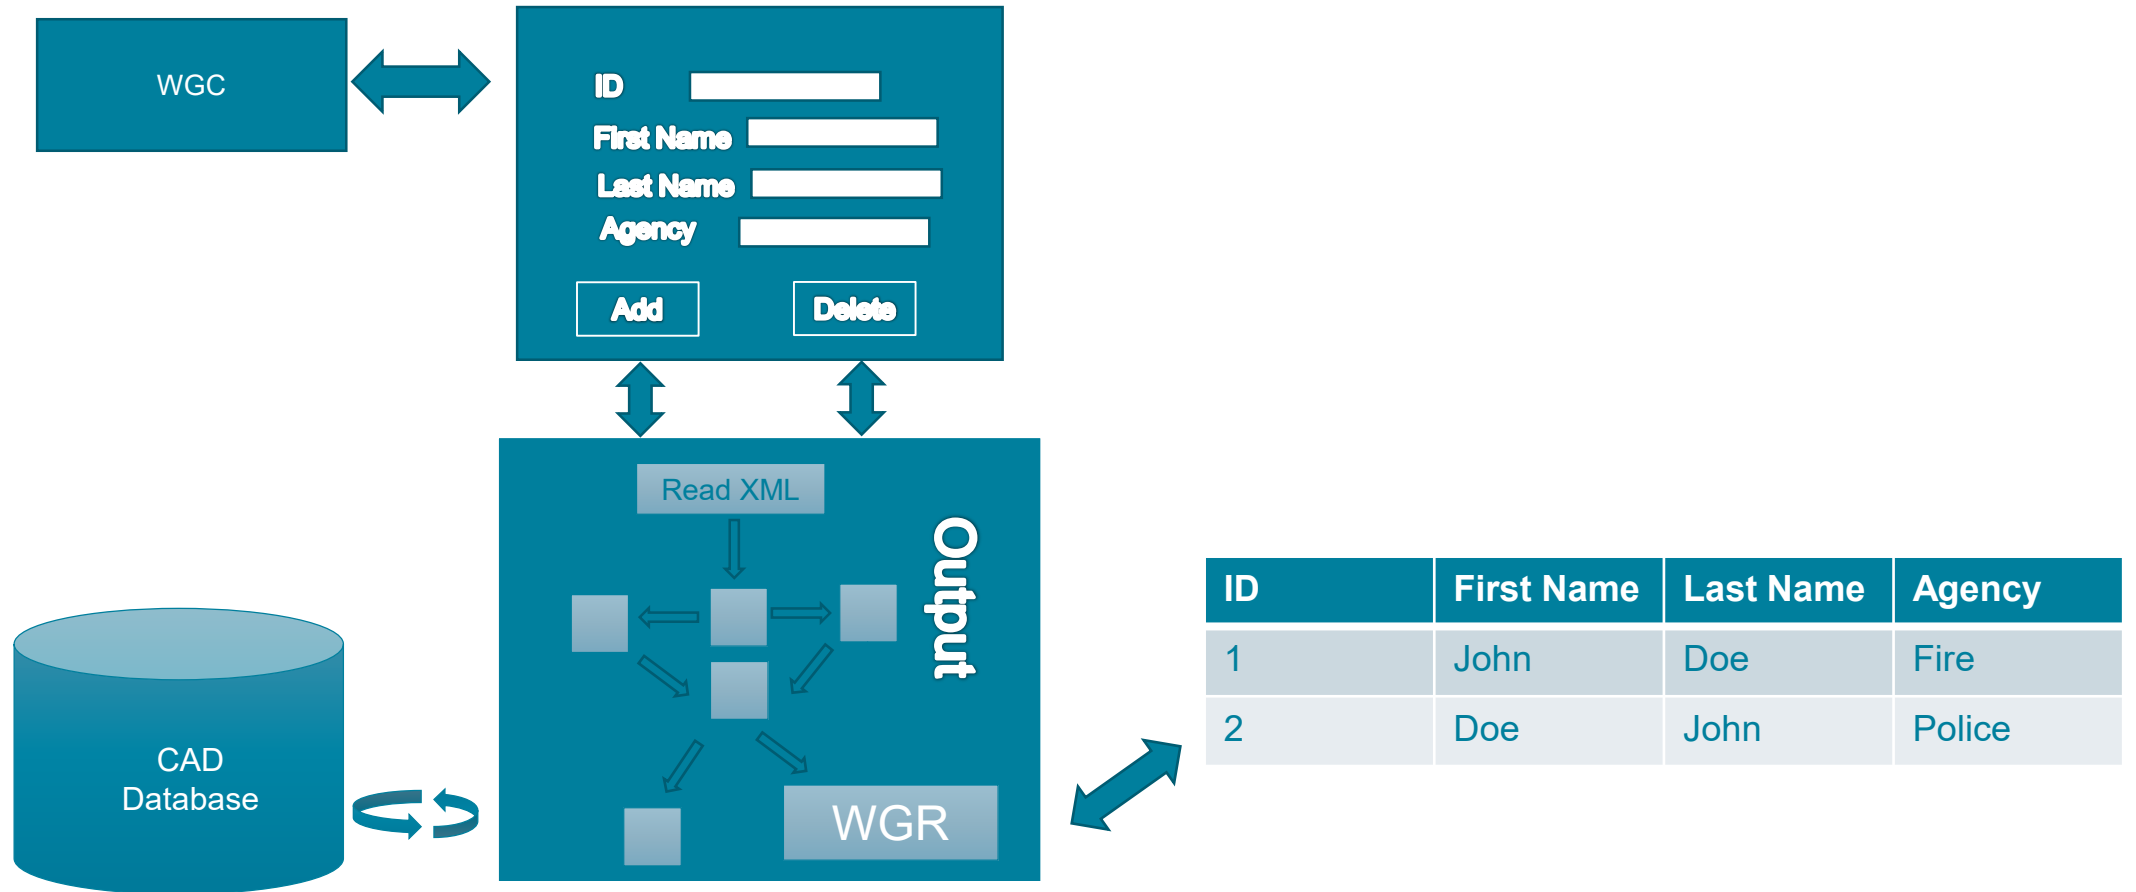 WGC
ID
First Name
Last Name
Agency
Add Delete
Read XML
Output
WGR
CAD
Database
ID First Name Last Name Agency
1 John Doe Fire
2 Doe John Police